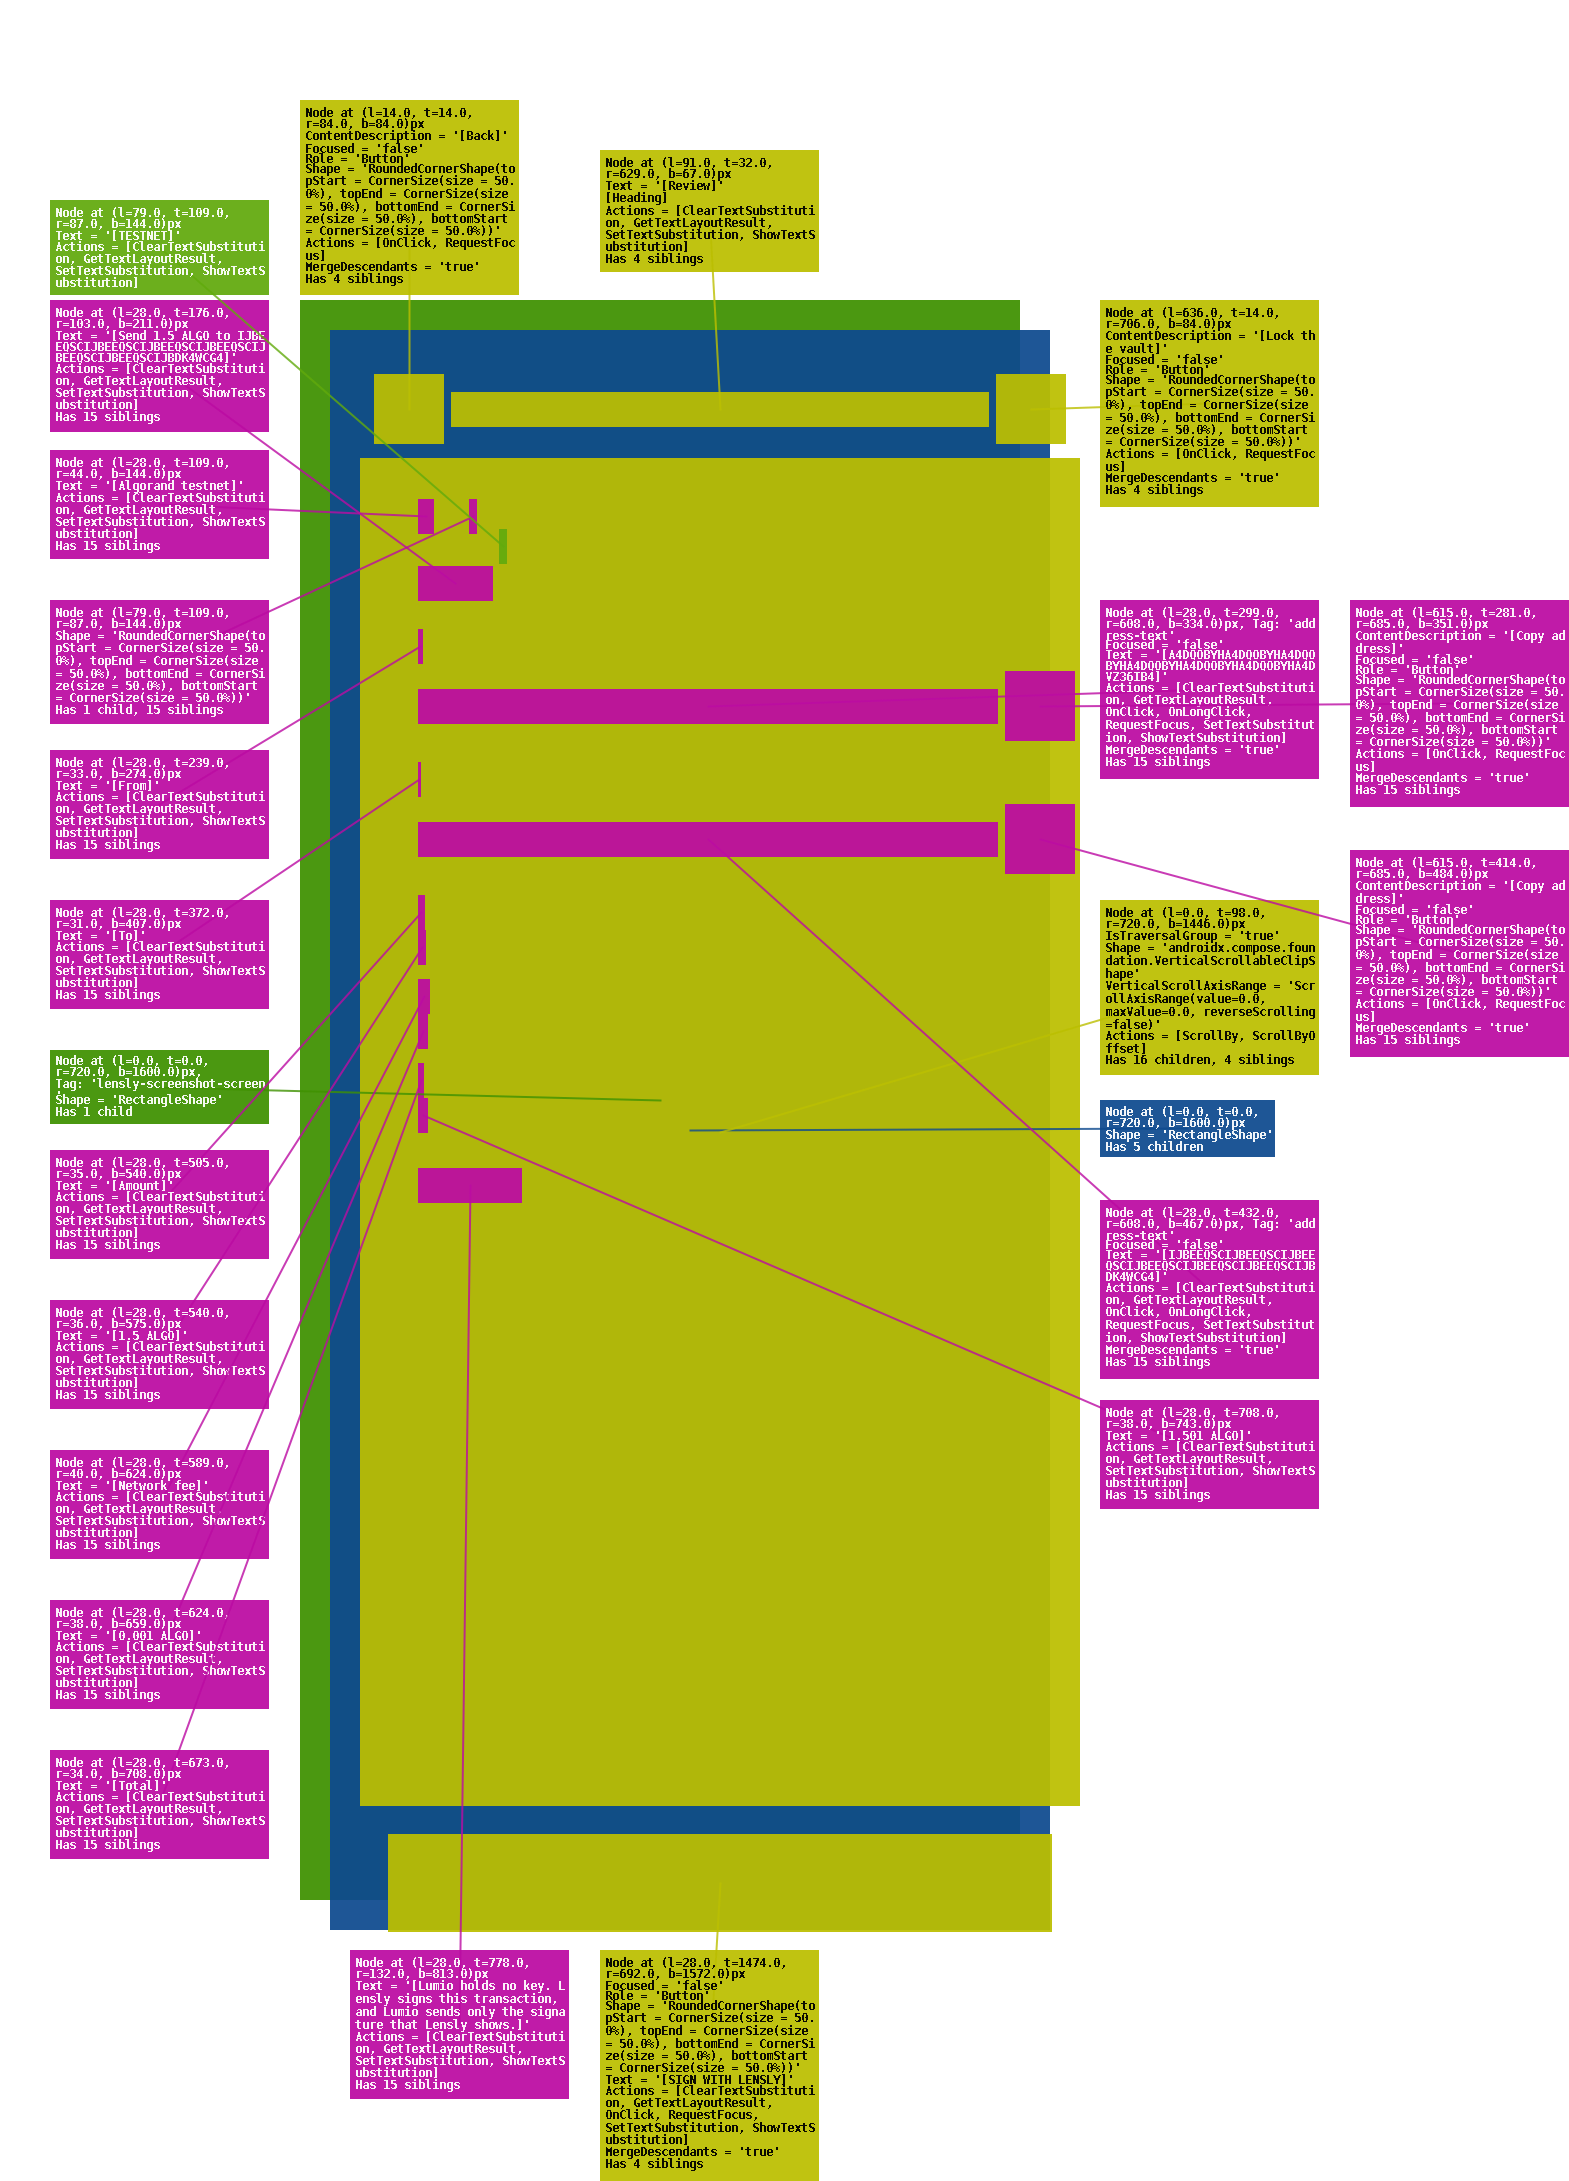 Node at (l=14.0, t=14.0,
r=84.0, b=84.0)px
ContentDescription = '[Back]'
Focused = 'false'
Role = 'Button'
Shape = 'RoundedCornerShape(to
pStart = CornerSize(size = 50.
0%), topEnd = CornerSize(size
= 50.0%), bottomEnd = CornerSi
ze(size = 50.0%), bottomStart
= CornerSize(size = 50.0%))'
Actions = [OnClick, RequestFoc
us]
MergeDescendants = 'true'
Has 4 siblings
Node at (l=91.0, t=32.0,
r=629.0, b=67.0)px
Text = '[Review]'
[Heading]
Actions = [ClearTextSubstituti
on, GetTextLayoutResult,
SetTextSubstitution, ShowTextS
ubstitution]
Has 4 siblings
Node at (l=79.0, t=109.0,
r=87.0, b=144.0)px
Text = '[TESTNET]'
Actions = [ClearTextSubstituti
on, GetTextLayoutResult,
SetTextSubstitution, ShowTextS
ubstitution]
Node at (l=28.0, t=176.0,
r=103.0, b=211.0)px
Text = '[Send 1.5 ALGO to IJBE
EQSCIJBEEQSCIJBEEQSCIJBEEQSCIJ
BEEQSCIJBEEQSCIJBDK4WCG4]'
Actions = [ClearTextSubstituti
on, GetTextLayoutResult,
SetTextSubstitution, ShowTextS
ubstitution]
Has 15 siblings
Node at (l=636.0, t=14.0,
r=706.0, b=84.0)px
ContentDescription = '[Lock th
e vault]'
Focused = 'false'
Role = 'Button'
Shape = 'RoundedCornerShape(to
pStart = CornerSize(size = 50.
0%), topEnd = CornerSize(size
= 50.0%), bottomEnd = CornerSi
ze(size = 50.0%), bottomStart
= CornerSize(size = 50.0%))'
Actions = [OnClick, RequestFoc
us]
MergeDescendants = 'true'
Has 4 siblings
Node at (l=28.0, t=109.0,
r=44.0, b=144.0)px
Text = '[Algorand testnet]'
Actions = [ClearTextSubstituti
on, GetTextLayoutResult,
SetTextSubstitution, ShowTextS
ubstitution]
Has 15 siblings
Node at (l=79.0, t=109.0,
r=87.0, b=144.0)px
Shape = 'RoundedCornerShape(to
pStart = CornerSize(size = 50.
0%), topEnd = CornerSize(size
= 50.0%), bottomEnd = CornerSi
ze(size = 50.0%), bottomStart
= CornerSize(size = 50.0%))'
Has 1 child, 15 siblings
Node at (l=28.0, t=299.0,
r=608.0, b=334.0)px, Tag: 'add
ress-text'
Focused = 'false'
Text = '[A4DQOBYHA4DQOBYHA4DQO
BYHA4DQOBYHA4DQOBYHA4DQOBYHA4D
VZ36IB4]'
Actions = [ClearTextSubstituti
on, GetTextLayoutResult,
OnClick, OnLongClick,
RequestFocus, SetTextSubstitut
ion, ShowTextSubstitution]
MergeDescendants = 'true'
Has 15 siblings
Node at (l=615.0, t=281.0,
r=685.0, b=351.0)px
ContentDescription = '[Copy ad
dress]'
Focused = 'false'
Role = 'Button'
Shape = 'RoundedCornerShape(to
pStart = CornerSize(size = 50.
0%), topEnd = CornerSize(size
= 50.0%), bottomEnd = CornerSi
ze(size = 50.0%), bottomStart
= CornerSize(size = 50.0%))'
Actions = [OnClick, RequestFoc
us]
MergeDescendants = 'true'
Has 15 siblings
Node at (l=28.0, t=239.0,
r=33.0, b=274.0)px
Text = '[From]'
Actions = [ClearTextSubstituti
on, GetTextLayoutResult,
SetTextSubstitution, ShowTextS
ubstitution]
Has 15 siblings
Node at (l=615.0, t=414.0,
r=685.0, b=484.0)px
ContentDescription = '[Copy ad
dress]'
Focused = 'false'
Role = 'Button'
Shape = 'RoundedCornerShape(to
pStart = CornerSize(size = 50.
0%), topEnd = CornerSize(size
= 50.0%), bottomEnd = CornerSi
ze(size = 50.0%), bottomStart
= CornerSize(size = 50.0%))'
Actions = [OnClick, RequestFoc
us]
MergeDescendants = 'true'
Has 15 siblings
Node at (l=28.0, t=372.0,
r=31.0, b=407.0)px
Text = '[To]'
Actions = [ClearTextSubstituti
on, GetTextLayoutResult,
SetTextSubstitution, ShowTextS
ubstitution]
Has 15 siblings
Node at (l=0.0, t=98.0,
r=720.0, b=1446.0)px
IsTraversalGroup = 'true'
Shape = 'androidx.compose.foun
dation.VerticalScrollableClipS
hape'
VerticalScrollAxisRange = 'Scr
ollAxisRange(value=0.0,
maxValue=0.0, reverseScrolling
=false)'
Actions = [ScrollBy, ScrollByO
ffset]
Has 16 children, 4 siblings
Node at (l=0.0, t=0.0,
r=720.0, b=1600.0)px,
Tag: 'lensly-screenshot-screen
'
Shape = 'RectangleShape'
Has 1 child
Node at (l=0.0, t=0.0,
r=720.0, b=1600.0)px
Shape = 'RectangleShape'
Has 5 children
Node at (l=28.0, t=505.0,
r=35.0, b=540.0)px
Text = '[Amount]'
Actions = [ClearTextSubstituti
on, GetTextLayoutResult,
SetTextSubstitution, ShowTextS
ubstitution]
Has 15 siblings
Node at (l=28.0, t=432.0,
r=608.0, b=467.0)px, Tag: 'add
ress-text'
Focused = 'false'
Text = '[IJBEEQSCIJBEEQSCIJBEE
QSCIJBEEQSCIJBEEQSCIJBEEQSCIJB
DK4WCG4]'
Actions = [ClearTextSubstituti
on, GetTextLayoutResult,
OnClick, OnLongClick,
RequestFocus, SetTextSubstitut
ion, ShowTextSubstitution]
MergeDescendants = 'true'
Has 15 siblings
Node at (l=28.0, t=540.0,
r=36.0, b=575.0)px
Text = '[1.5 ALGO]'
Actions = [ClearTextSubstituti
on, GetTextLayoutResult,
SetTextSubstitution, ShowTextS
ubstitution]
Has 15 siblings
Node at (l=28.0, t=708.0,
r=38.0, b=743.0)px
Text = '[1.501 ALGO]'
Actions = [ClearTextSubstituti
on, GetTextLayoutResult,
SetTextSubstitution, ShowTextS
ubstitution]
Has 15 siblings
Node at (l=28.0, t=589.0,
r=40.0, b=624.0)px
Text = '[Network fee]'
Actions = [ClearTextSubstituti
on, GetTextLayoutResult,
SetTextSubstitution, ShowTextS
ubstitution]
Has 15 siblings
Node at (l=28.0, t=624.0,
r=38.0, b=659.0)px
Text = '[0.001 ALGO]'
Actions = [ClearTextSubstituti
on, GetTextLayoutResult,
SetTextSubstitution, ShowTextS
ubstitution]
Has 15 siblings
Node at (l=28.0, t=673.0,
r=34.0, b=708.0)px
Text = '[Total]'
Actions = [ClearTextSubstituti
on, GetTextLayoutResult,
SetTextSubstitution, ShowTextS
ubstitution]
Has 15 siblings
Node at (l=28.0, t=778.0,
r=132.0, b=813.0)px
Text = '[Lumio holds no key. L
ensly signs this transaction,
and Lumio sends only the signa
ture that Lensly shows.]'
Actions = [ClearTextSubstituti
on, GetTextLayoutResult,
SetTextSubstitution, ShowTextS
ubstitution]
Has 15 siblings
Node at (l=28.0, t=1474.0,
r=692.0, b=1572.0)px
Focused = 'false'
Role = 'Button'
Shape = 'RoundedCornerShape(to
pStart = CornerSize(size = 50.
0%), topEnd = CornerSize(size
= 50.0%), bottomEnd = CornerSi
ze(size = 50.0%), bottomStart
= CornerSize(size = 50.0%))'
Text = '[SIGN WITH LENSLY]'
Actions = [ClearTextSubstituti
on, GetTextLayoutResult,
OnClick, RequestFocus,
SetTextSubstitution, ShowTextS
ubstitution]
MergeDescendants = 'true'
Has 4 siblings